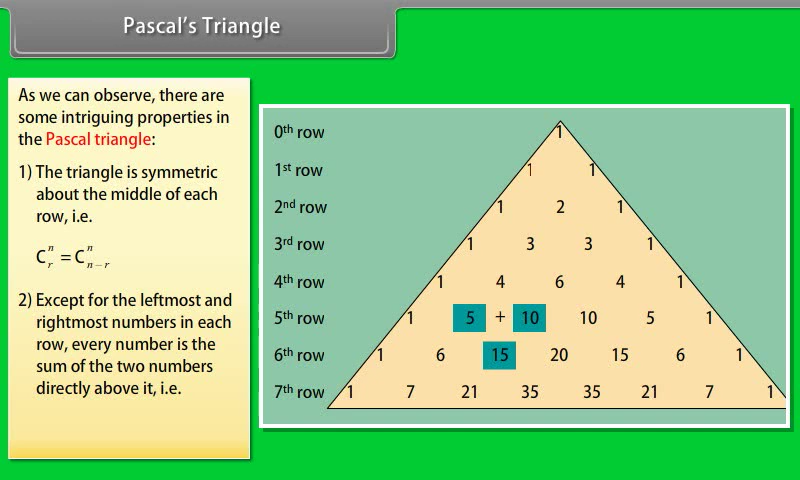 Pascal's Triangle
As we can observe, there are
some intriguing properties in
the Pascal triangle:
1) The triangle is symmetric
about the middle of each
row, i.e.
C^n_r = C^n_{n-r}
2) Except for the leftmost and
rightmost numbers in each
row, every number is the
sum of the two numbers
directly above it, i.e.
0th row 1
1st row 1 1
2nd row 1 2 1
3rd row 1 3 3 1
4th row 1 4 6 4 1
5th row 1 5 + 10 10 5 1
6th row 1 6 15 20 15 6 1
7th row 1 7 21 35 35 21 7 1